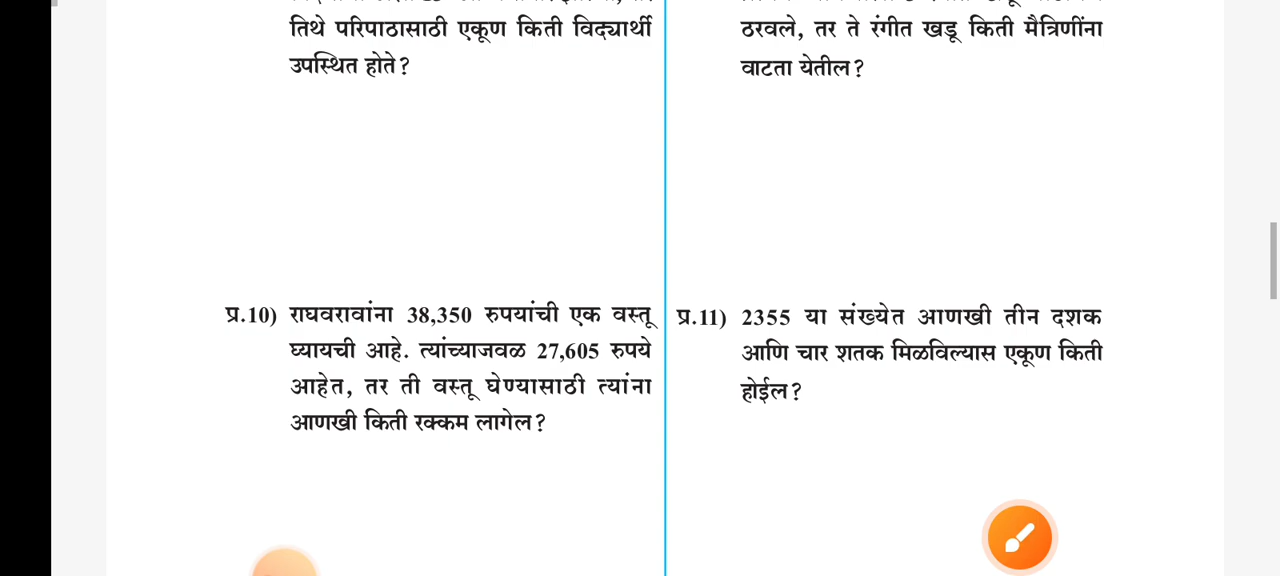 तिथे परिपाठासाठी एकूण किती विद्यार्थी
उपस्थित होते?
ठरवले, तर ते रंगीत खडू किती मैत्रिणींना
वाटता येतील?
प्र.10) राघवरावांना 38,350 रुपयांची एक वस्तू
घ्यायची आहे. त्यांच्याजवळ 27,605 रुपये
आहेत, तर ती वस्तू घेण्यासाठी त्यांना
आणखी किती रक्कम लागेल?
प्र.11) 2355 या संख्येत आणखी तीन दशक
आणि चार शतक मिळविल्यास एकूण किती
होईल?